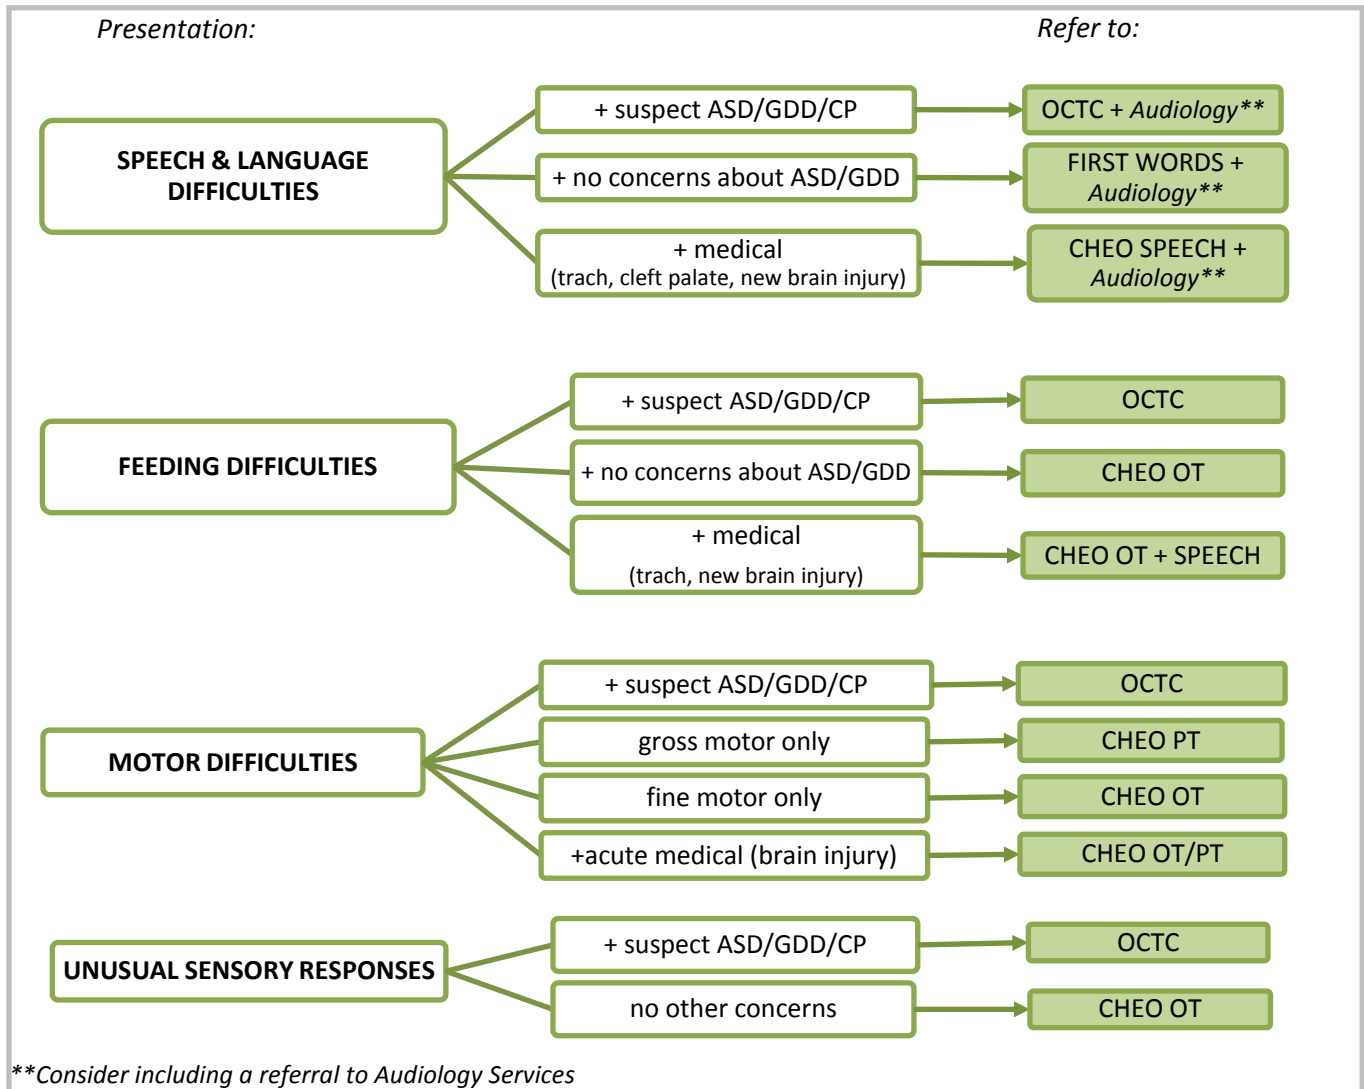 Presentation:
Refer to:
SPEECH & LANGUAGE
DIFFICULTIES
+ suspect ASD/GDD/CP
OCTC + Audiology**
+ no concerns about ASD/GDD
FIRST WORDS +
Audiology**
+ medical
(trach, cleft palate, new brain injury)
CHEO SPEECH +
Audiology**
FEEDING DIFFICULTIES
+ suspect ASD/GDD/CP
OCTC
+ no concerns about ASD/GDD
CHEO OT
+ medical
(trach, new brain injury)
CHEO OT + SPEECH
MOTOR DIFFICULTIES
+ suspect ASD/GDD/CP
OCTC
gross motor only
CHEO PT
fine motor only
CHEO OT
+acute medical (brain injury)
CHEO OT/PT
UNUSUAL SENSORY RESPONSES
+ suspect ASD/GDD/CP
OCTC
no other concerns
CHEO OT
**Consider including a referral to Audiology Services